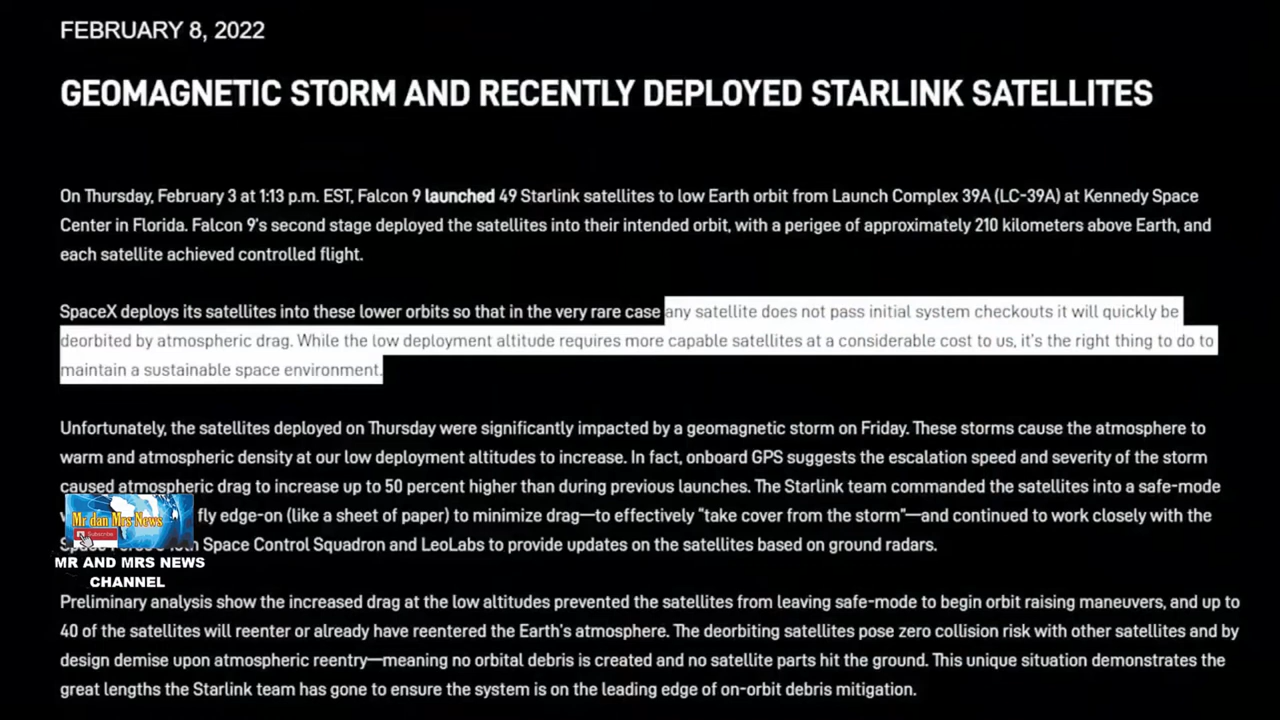 FEBRUARY 8, 2022
GEOMAGNETIC STORM AND RECENTLY DEPLOYED STARLINK SATELLITES
On Thursday, February 3 at 1:13 p.m. EST, Falcon 9 launched 49 Starlink satellites to low Earth orbit from Launch Complex 39A (LC-39A) at Kennedy Space
Center in Florida. Falcon 9's second stage deployed the satellites into their intended orbit, with a perigee of approximately 210 kilometers above Earth, and
each satellite achieved controlled flight.
SpaceX deploys its satellites into these lower orbits so that in the very rare case any satellite does not pass initial system checkouts it will quickly be
deorbited by atmospheric drag. While the low deployment altitude requires more capable satellites at a considerable cost to us, it's the right thing to do to
maintain a sustainable space environment.
Unfortunately, the satellites deployed on Thursday were significantly impacted by a geomagnetic storm on Friday. These storms cause the atmosphere to
warm and atmospheric density at our low deployment altitudes to increase. In fact, onboard GPS suggests the escalation speed and severity of the storm
caused atmospheric drag to increase up to 50 percent higher than during previous launches. The Starlink team commanded the satellites into a safe-mode
fly edge-on (like a sheet of paper) to minimize drag—to effectively “take cover from the storm”—and continued to work closely with the
Space Control Squadron and LeoLabs to provide updates on the satellites based on ground radars.
Mr dan Mrs News
Subscribe
MR AND MRS NEWS
CHANNEL
Preliminary analysis show the increased drag at the low altitudes prevented the satellites from leaving safe-mode to begin orbit raising maneuvers, and up to
40 of the satellites will reenter or already have reentered the Earth's atmosphere. The deorbiting satellites pose zero collision risk with other satellites and by
design demise upon atmospheric reentry—meaning no orbital debris is created and no satellite parts hit the ground. This unique situation demonstrates the
great lengths the Starlink team has gone to ensure the system is on the leading edge of on-orbit debris mitigation.